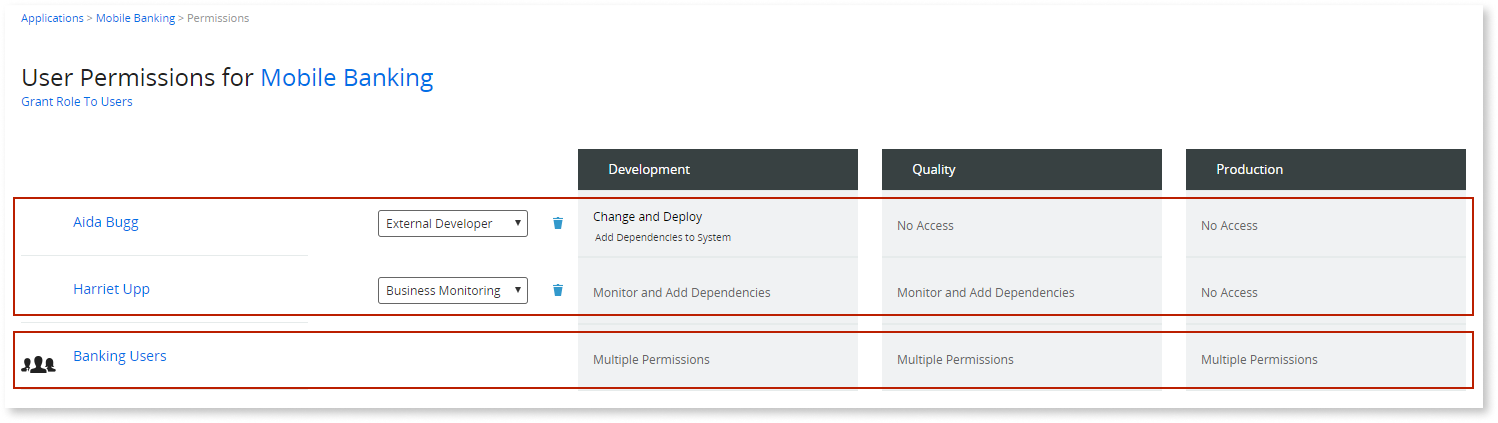 Applications > Mobile Banking > Permissions
User Permissions for Mobile Banking
Grant Role To Users
Development Quality Production
Aida Bugg External Developer Change and Deploy No Access No Access
Add Dependencies to System
Harriet Upp Business Monitoring Monitor and Add Dependencies Monitor and Add Dependencies No Access
Banking Users Multiple Permissions Multiple Permissions Multiple Permissions